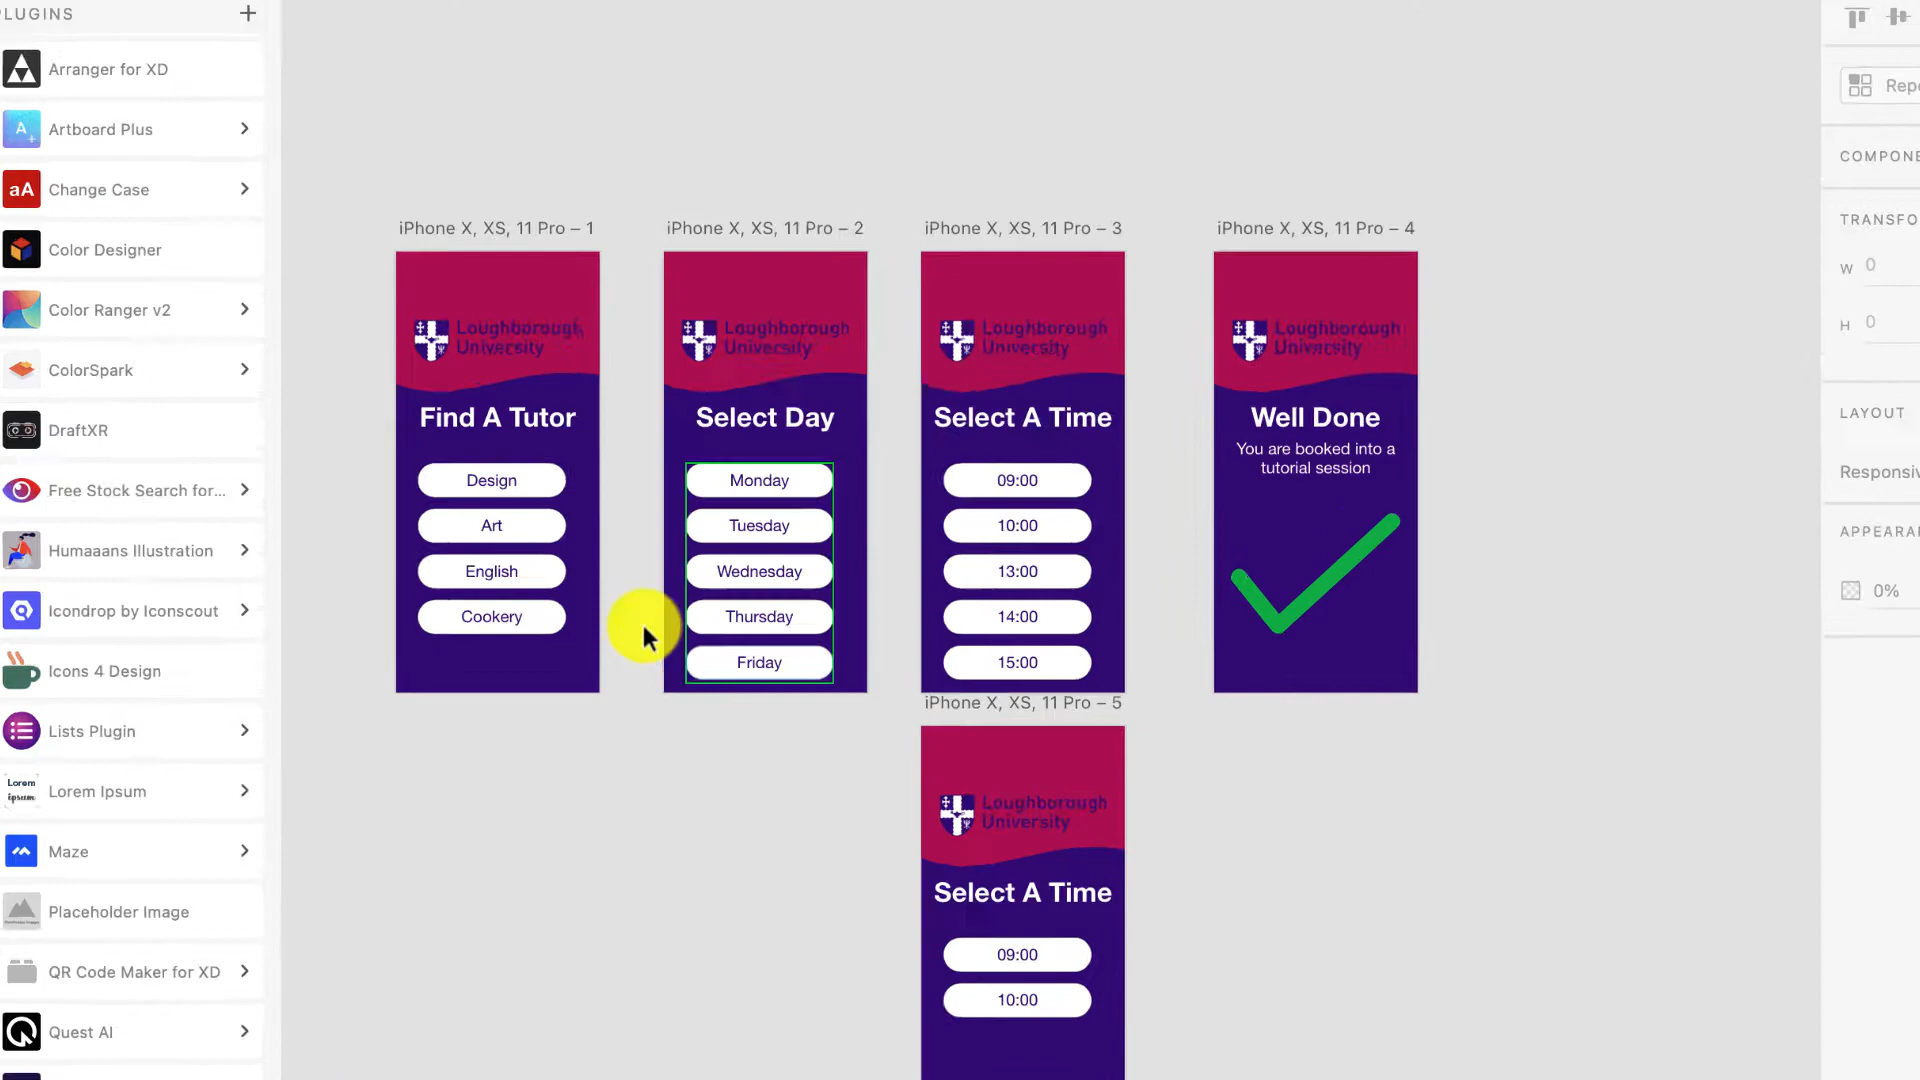 PLUGINS
Arranger for XD
Artboard Plus
Change Case
Color Designer
Color Ranger v2
ColorSpark
DraftXR
Free Stock Search for...
Humaaans Illustration
Icondrop by Iconscout
Icons 4 Design
Lists Plugin
Lorem Ipsum
Maze
Placeholder Image
QR Code Maker for XD
Quest AI
A
aA
Lorem
ipsum
iPhone X, XS, 11 Pro – 1
Loughborough
University
Find A Tutor
Design
Art
English
Cookery
iPhone X, XS, 11 Pro – 2
Loughborough
University
Select Day
Monday
Tuesday
Wednesday
Thursday
Friday
iPhone X, XS, 11 Pro – 3
Loughborough
University
Select A Time
09:00
10:00
13:00
14:00
15:00
iPhone X, XS, 11 Pro – 4
Loughborough
University
Well Done
You are booked into a
tutorial session
iPhone X, XS, 11 Pro – 5
Loughborough
University
Select A Time
09:00
10:00
Repe
COMPONE
TRANSFO
W 0
H 0
LAYOUT
Responsiv
APPEARA
0%